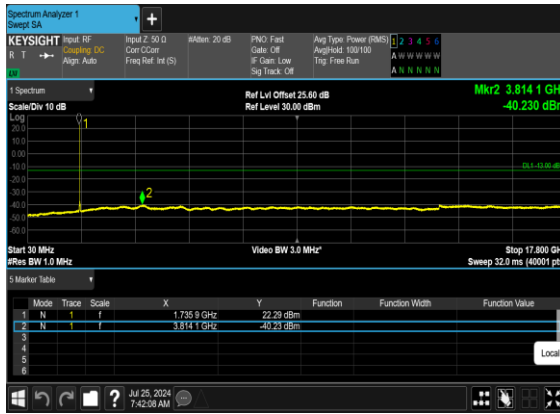 Spectrum Analyzer 1
Swept SA
+
KEYSIGHT Input: RF Input Z: 50 Ω #Atten: 20 dB PNO: Fast Avg Type: Power (RMS) 1 2 3 4 5 6
R T Coupling: DC Corr CCorr Gate: Off Avg|Hold: 100/100 A W W W W W
Align: Auto Freq Ref: Int (S) IF Gain: Low Trig: Free Run
Sig Track: Off A N N N N N
1 Spectrum Ref Lvl Offset 25.60 dB Mkr2 3.814 1 GH
Scale/Div 10 dB Ref Level 30.00 dBm -40.230 dB
Log
20.0
10.0
0.00
-10.0
-20.0
-30.0
-40.0
-50.0
-60.0
1
2
DL1 -13.00 dB
Start 30 MHz Video BW 3.0 MHz* Stop 17.800 GH
#Res BW 1.0 MHz Sweep 32.0 ms (40001 pt
5 Marker Table
Mode Trace Scale X Y Function Function Width Function Value
1 N 1 f 1.735 9 GHz 22.29 dBm
2 N 1 f 3.814 1 GHz -40.23 dBm
3
4
5
6
Local
? Jul 25, 2024
7:42:08 AM